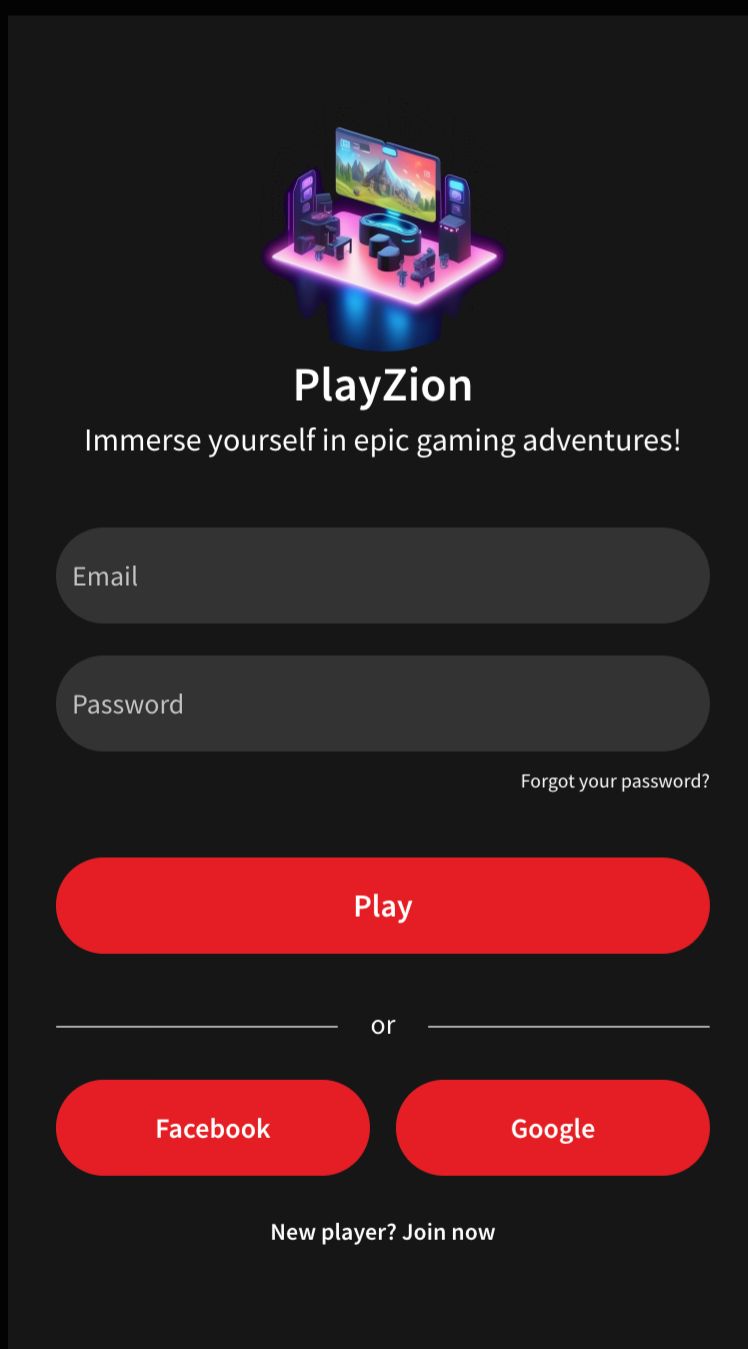 PlayZion
Immerse yourself in epic gaming adventures!
Email
Password
Forgot your password?
Play
or
Facebook Google
New player? Join now